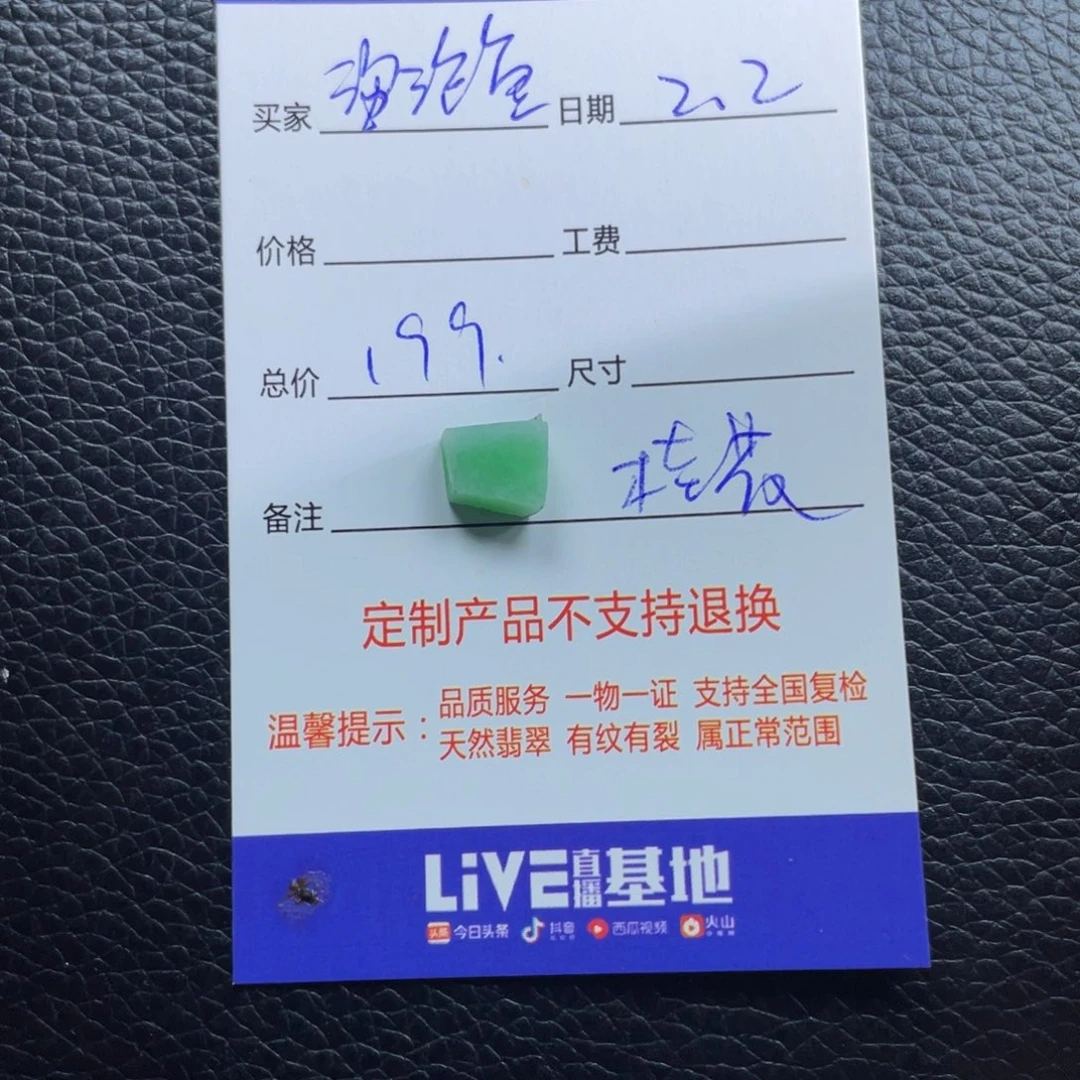 买家 日期 2.2
价格 工费
总价 199. 尺寸
备注
定制产品不支持退换
温馨提示：品质服务 一物一证 支持全国复检
天然翡翠 有纹有裂 属正常范围
LiVE直播基地
头条 今日头条 抖音 西瓜视频 火山